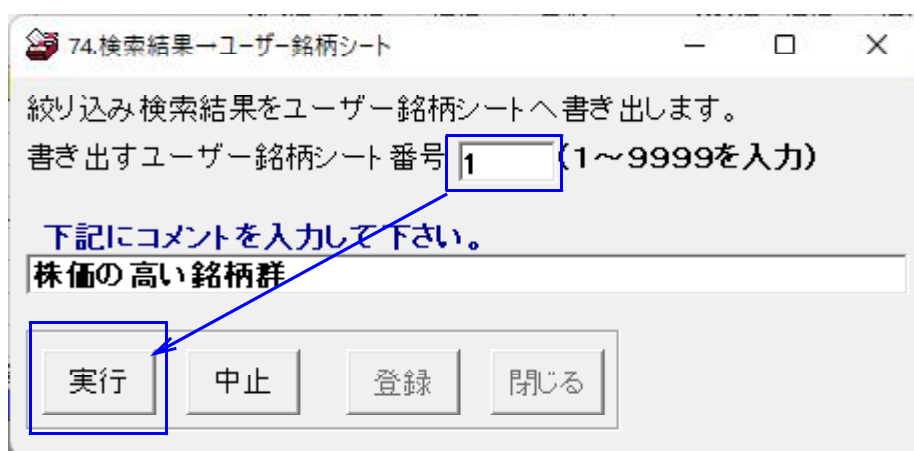 74.検索結果→ユーザー銘柄シート
絞り込み検索結果をユーザー銘柄シートへ書き出します。
書き出すユーザー銘柄シート番号 1 (1～9999を入力)
下記にコメントを入力して下さい。
株価の高い銘柄群
実行 中止 登録 閉じる